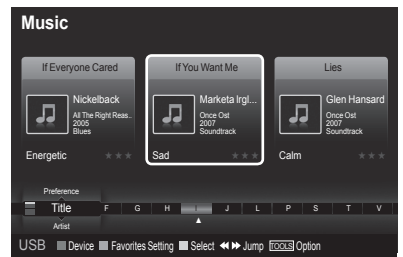 Music
If Everyone Cared
If You Want Me
Lies
Nickelback
All The Right Reas..
2005
Blues
Marketa Irgl...
Once Ost
2007
Soundtrack
Glen Hansard
Once Ost
2007
Soundtrack
Energetic
Sad
Calm
Preference
Title F G H I J L P S T V
Artist
USB Device Favorites Setting Select Jump TOOLS Option